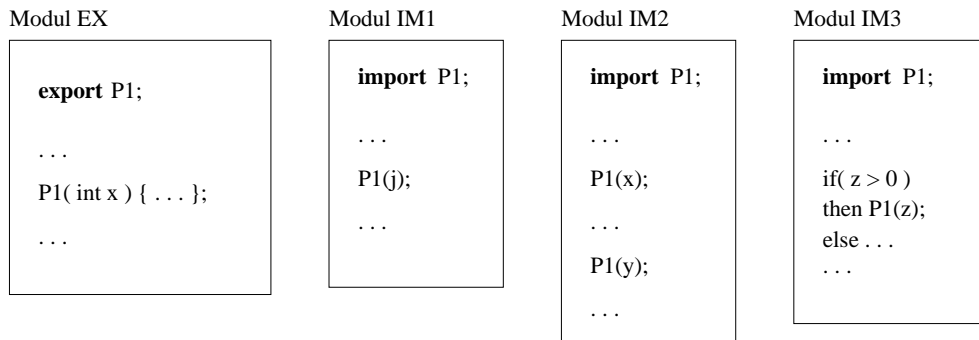 Modul EX
export P1;
. . .
P1( int x ) { . . . };
. . .
Modul IM1
import P1;
. . .
P1(j);
. . .
Modul IM2
import P1;
. . .
P1(x);
. . .
P1(y);
. . .
Modul IM3
import P1;
. . .
if( z > 0 )
then P1(z);
else . . .
. . .